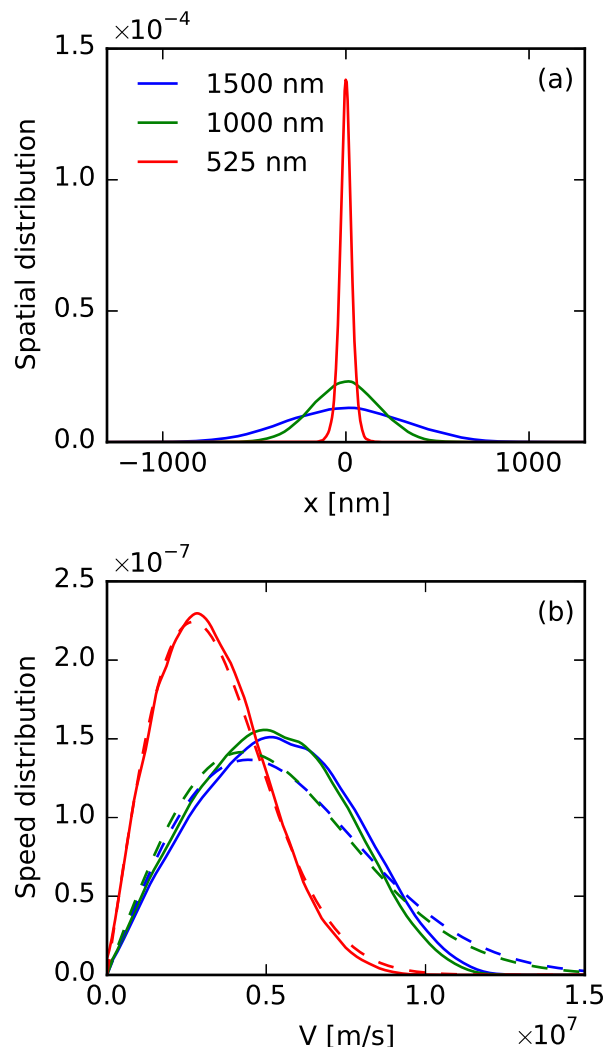 ×10⁻⁴
1.5
(a)
1500 nm
1000 nm
525 nm
1.0
0.5
0.0
Spatial distribution
−1000 0 1000
x [nm]
×10⁻⁷
2.5
(b)
2.0
1.5
1.0
0.5
0.0
Speed distribution
0.0 0.5 1.0 1.5
V [m/s] ×10⁷